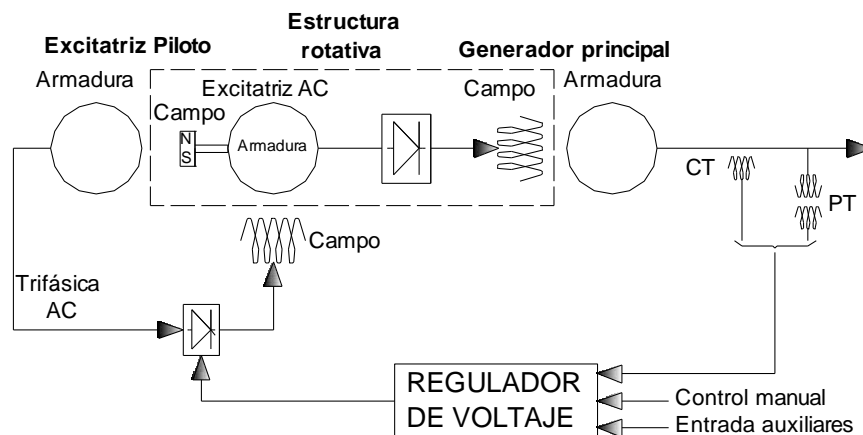 Estructura
rotativa
Excitatriz Piloto
Generador principal
Armadura
Excitatriz AC
Campo
Armadura
Campo
Armadura
N
S
Campo
CT
PT
Trifásica
AC
REGULADOR
DE VOLTAJE
Control manual
Entrada auxiliares